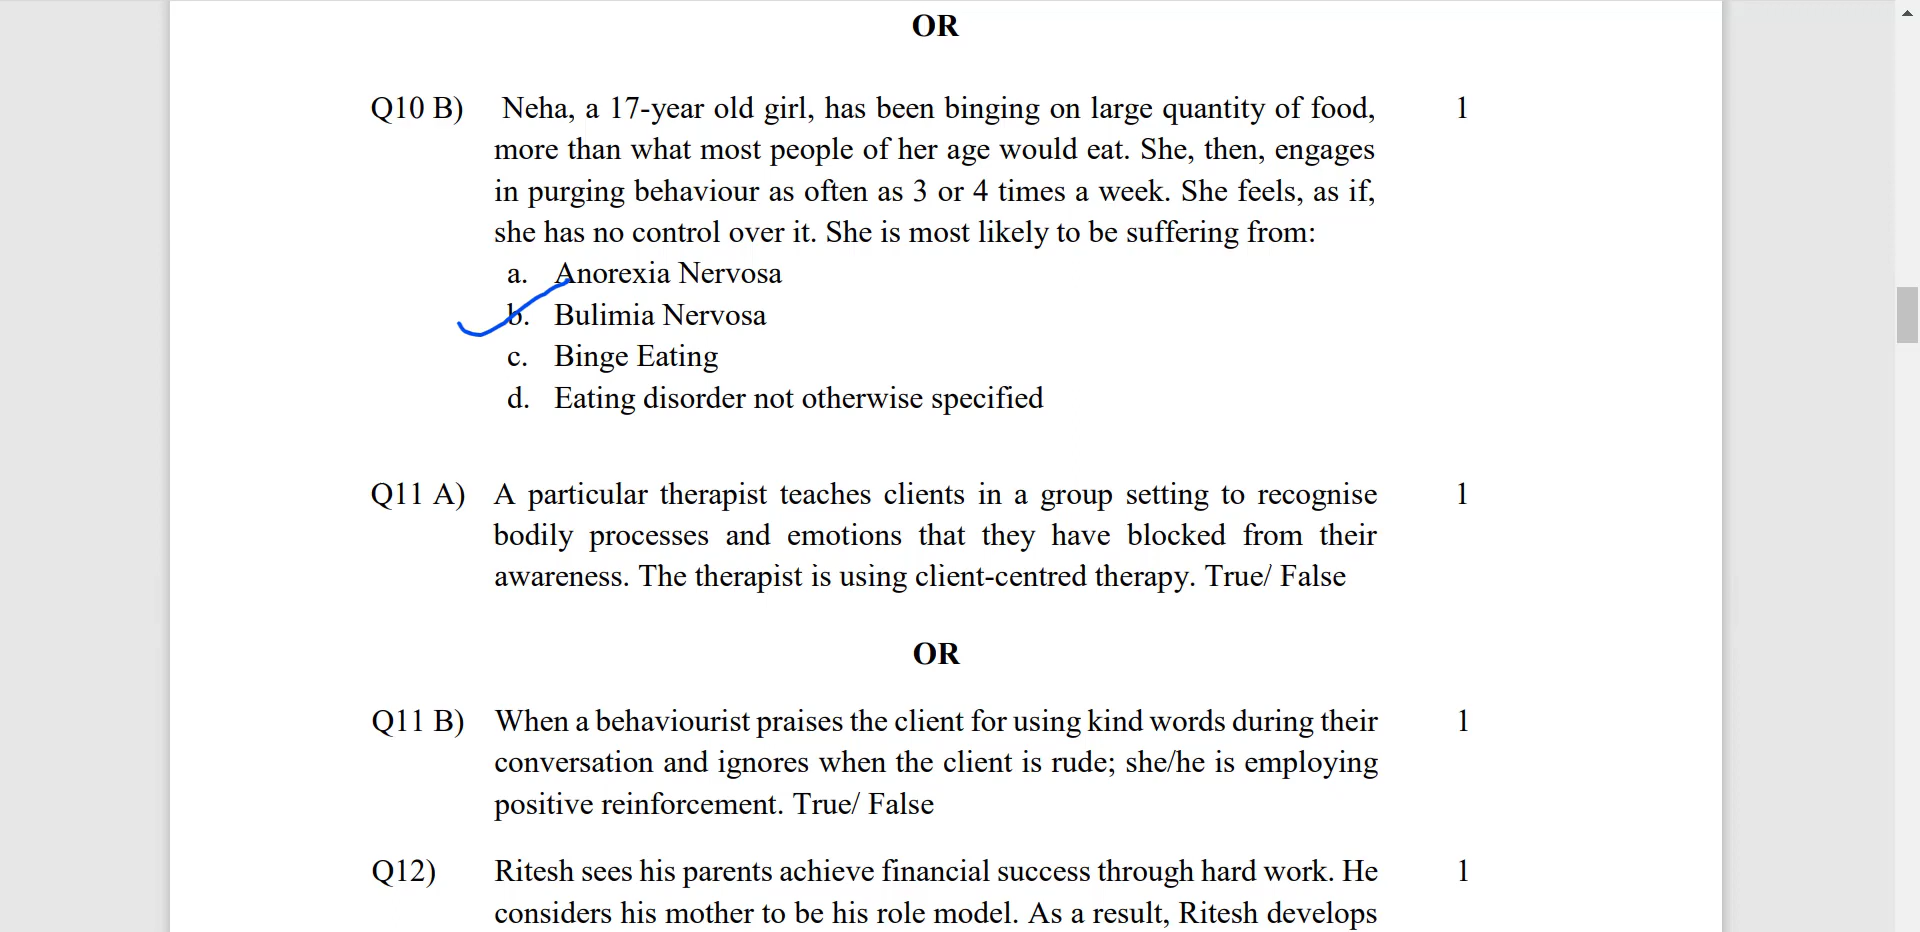 OR
Q10 B) Neha, a 17-year old girl, has been binging on large quantity of food, 1
more than what most people of her age would eat. She, then, engages
in purging behaviour as often as 3 or 4 times a week. She feels, as if,
she has no control over it. She is most likely to be suffering from:
a. Anorexia Nervosa
b. Bulimia Nervosa
c. Binge Eating
d. Eating disorder not otherwise specified
Q11 A) A particular therapist teaches clients in a group setting to recognise 1
bodily processes and emotions that they have blocked from their
awareness. The therapist is using client-centred therapy. True/ False
OR
Q11 B) When a behaviourist praises the client for using kind words during their 1
conversation and ignores when the client is rude; she/he is employing
positive reinforcement. True/ False
Q12) Ritesh sees his parents achieve financial success through hard work. He 1
considers his mother to be his role model. As a result, Ritesh develops